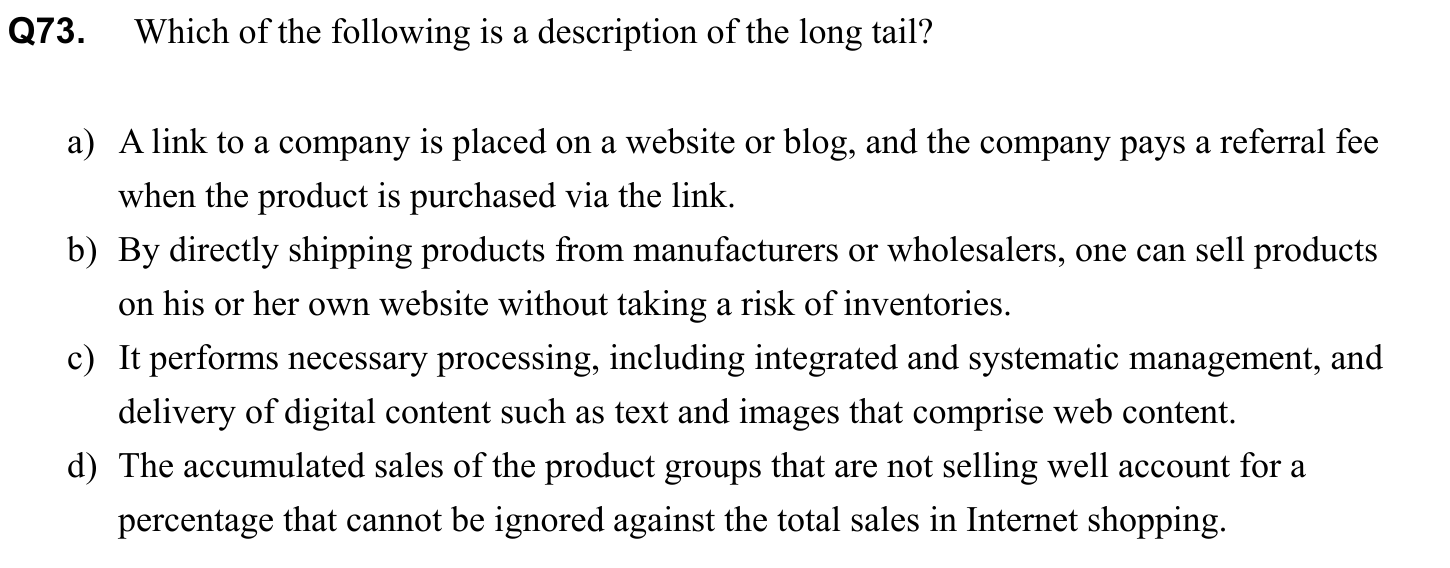 Q73. Which of the following is a description of the long tail?
a) A link to a company is placed on a website or blog, and the company pays a referral fee
when the product is purchased via the link.
b) By directly shipping products from manufacturers or wholesalers, one can sell products
on his or her own website without taking a risk of inventories.
c) It performs necessary processing, including integrated and systematic management, and
delivery of digital content such as text and images that comprise web content.
d) The accumulated sales of the product groups that are not selling well account for a
percentage that cannot be ignored against the total sales in Internet shopping.